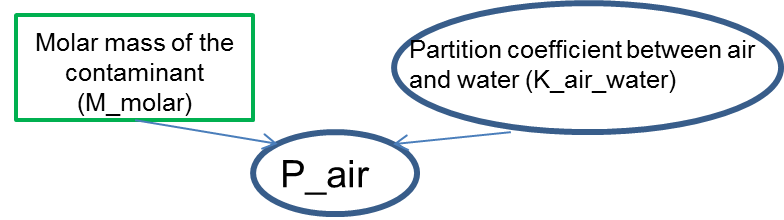 Molar mass of the
contaminant
(M_molar)
Partition coefficient between air
and water (K_air_water)
P_air